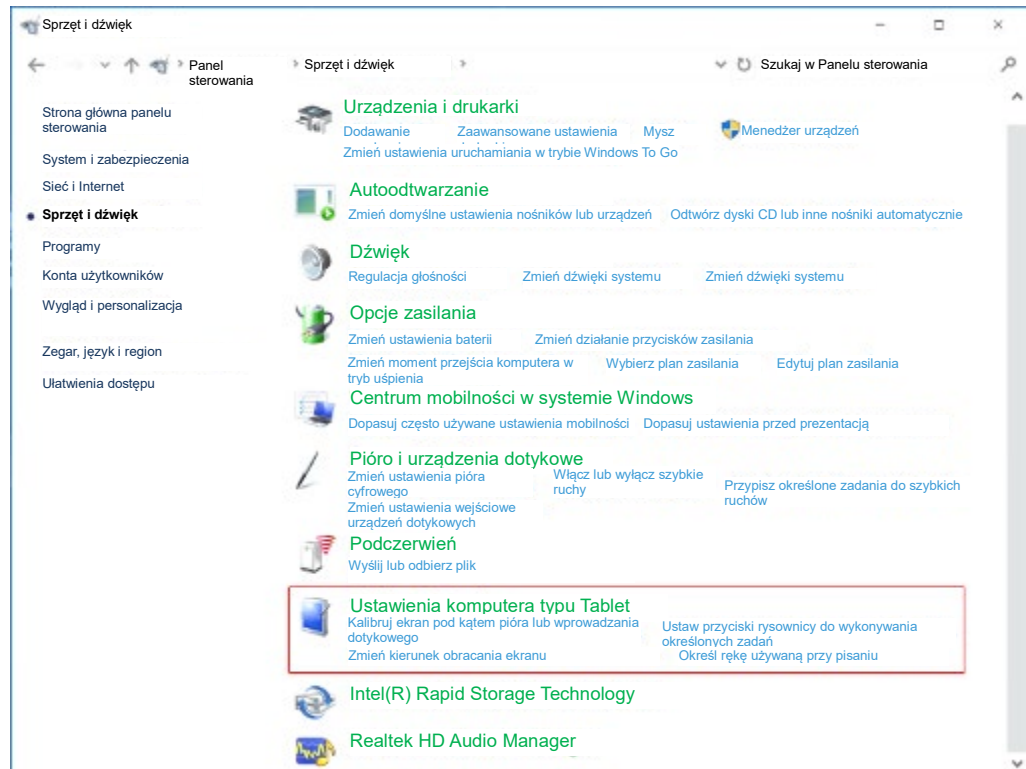 Sprzęt i dźwięk
Panel
sterowania
Sprzęt i dźwięk
Szukaj w Panelu sterowania
Strona główna panelu
sterowania
System i zabezpieczenia
Sieć i Internet
Sprzęt i dźwięk
Programy
Konta użytkowników
Wygląd i personalizacja
Zegar, język i region
Ułatwienia dostępu
Urządzenia i drukarki
Dodawanie Zaawansowane ustawienia Mysz Menedżer urządzeń
Zmień ustawienia uruchamiania w trybie Windows To Go
Autoodtwarzanie
Zmień domyślne ustawienia nośników lub urządzeń Odtwórz dyski CD lub inne nośniki automatycznie
Dźwięk
Regulacja głośności Zmień dźwięki systemu Zmień dźwięki systemu
Opcje zasilania
Zmień ustawienia baterii Zmień działanie przycisków zasilania
Zmień moment przejścia komputera w
tryb uśpienia
Wybierz plan zasilania Edytuj plan zasilania
Centrum mobilności w systemie Windows
Dopasuj często używane ustawienia mobilności Dopasuj ustawienia przed prezentacją
Pióro i urządzenia dotykowe
Zmień ustawienia pióra
cyfrowego
Włącz lub wyłącz szybkie
ruchy
Przypisz określone zadania do szybkich
ruchów
Zmień ustawienia wejściowe
urządzeń dotykowych
Podczerwień
Wyślij lub odbierz plik
Ustawienia komputera typu Tablet
Kalibruj ekran pod kątem pióra lub wprowadzania
dotykowego
Ustaw przyciski rysownicy do wykonywania
określonych zadań
Zmień kierunek obracania ekranu Określ rękę używaną przy pisaniu
Intel(R) Rapid Storage Technology
Realtek HD Audio Manager